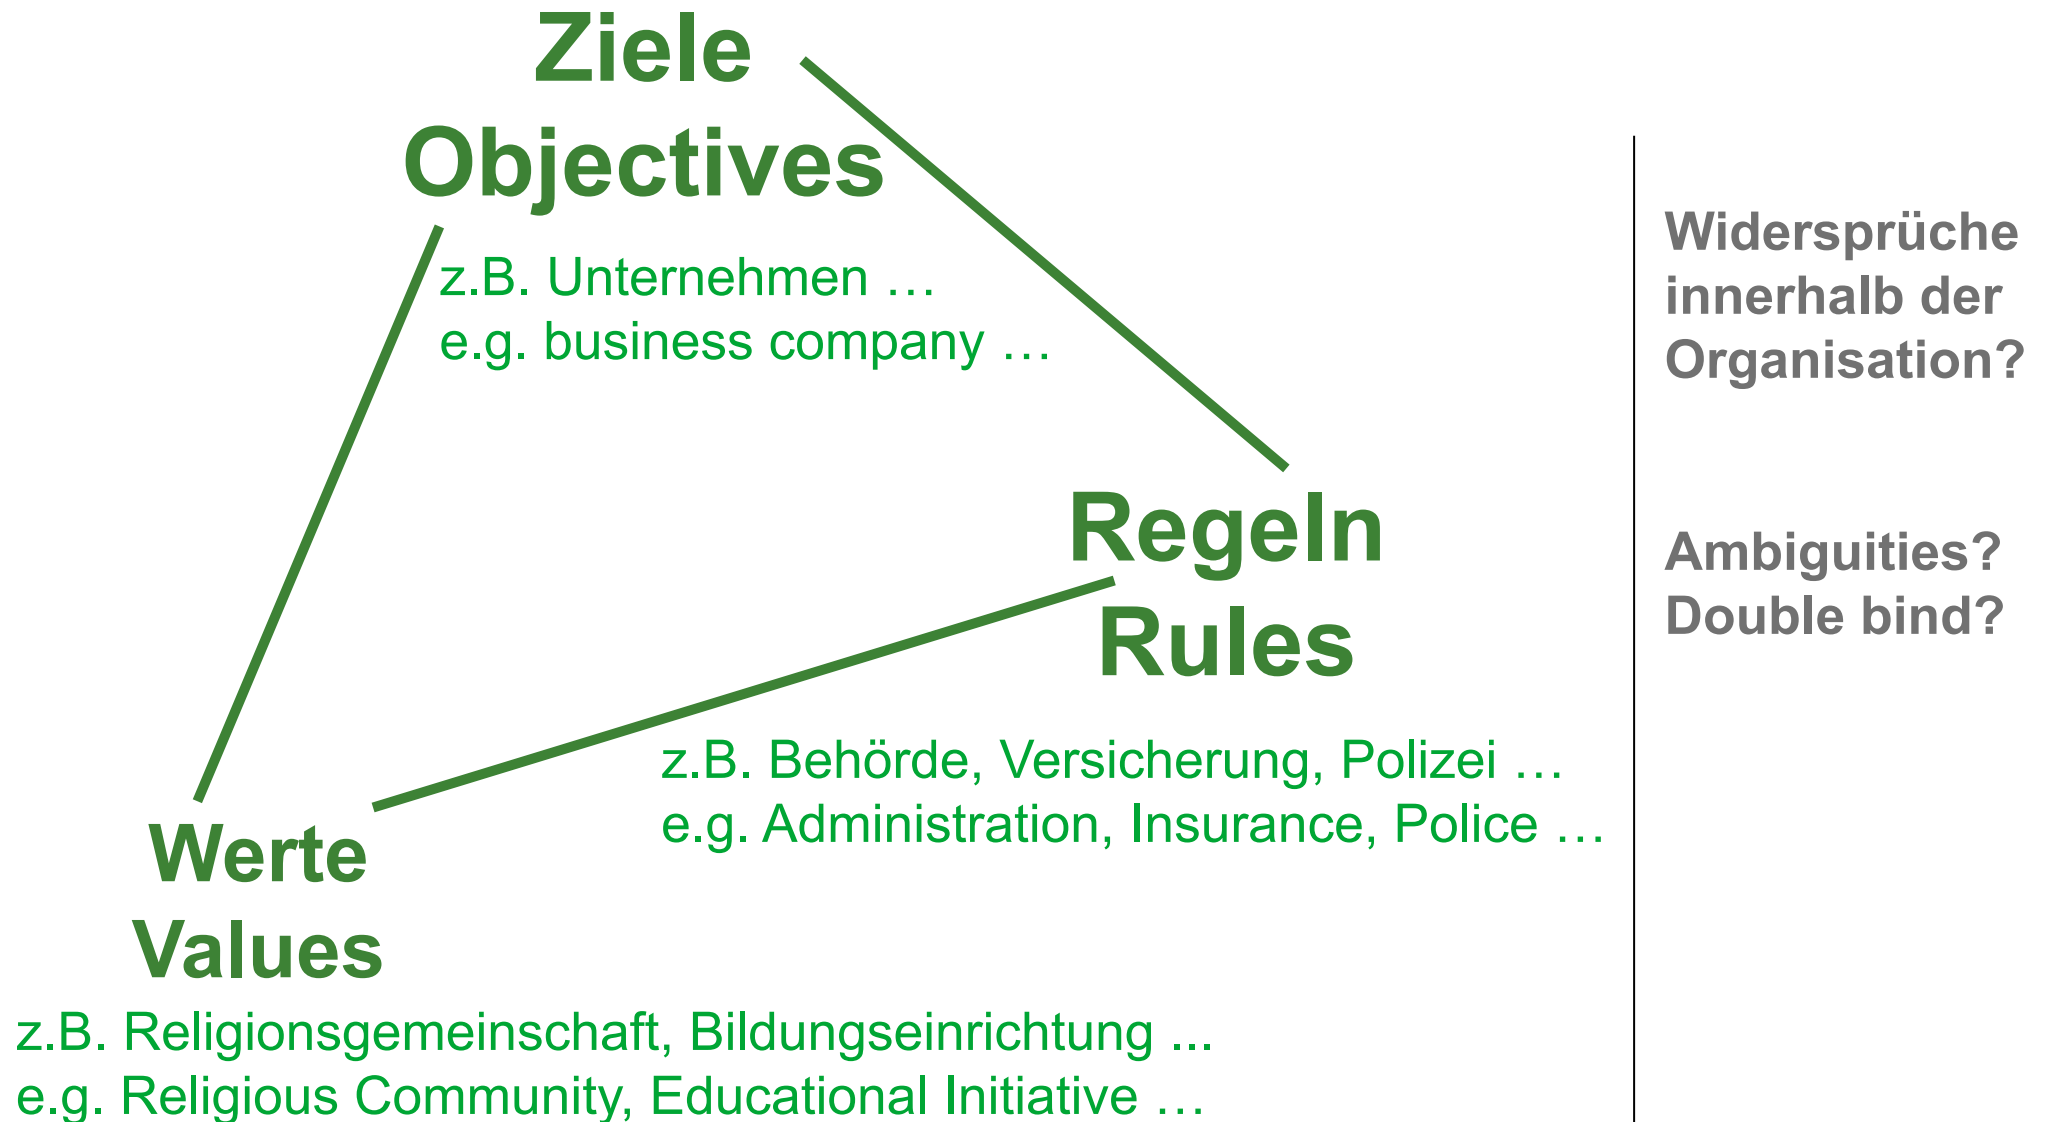 Ziele
Objectives
z.B. Unternehmen …
e.g. business company …
Regeln
Rules
z.B. Behörde, Versicherung, Polizei …
e.g. Administration, Insurance, Police …
Werte
Values
z.B. Religionsgemeinschaft, Bildungseinrichtung ...
e.g. Religious Community, Educational Initiative …
Widersprüche
innerhalb der
Organisation?
Ambiguities?
Double bind?